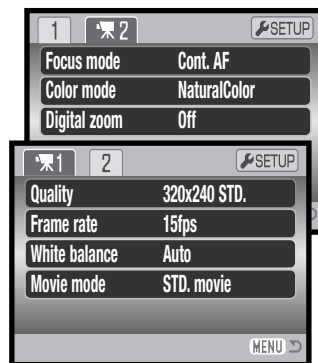 1 2 SETUP
Focus mode Cont. AF
Color mode NaturalColor
Digital zoom Off
1 2 SETUP
Quality 320x240 STD.
Frame rate 15fps
White balance Auto
Movie mode STD. movie
MENU